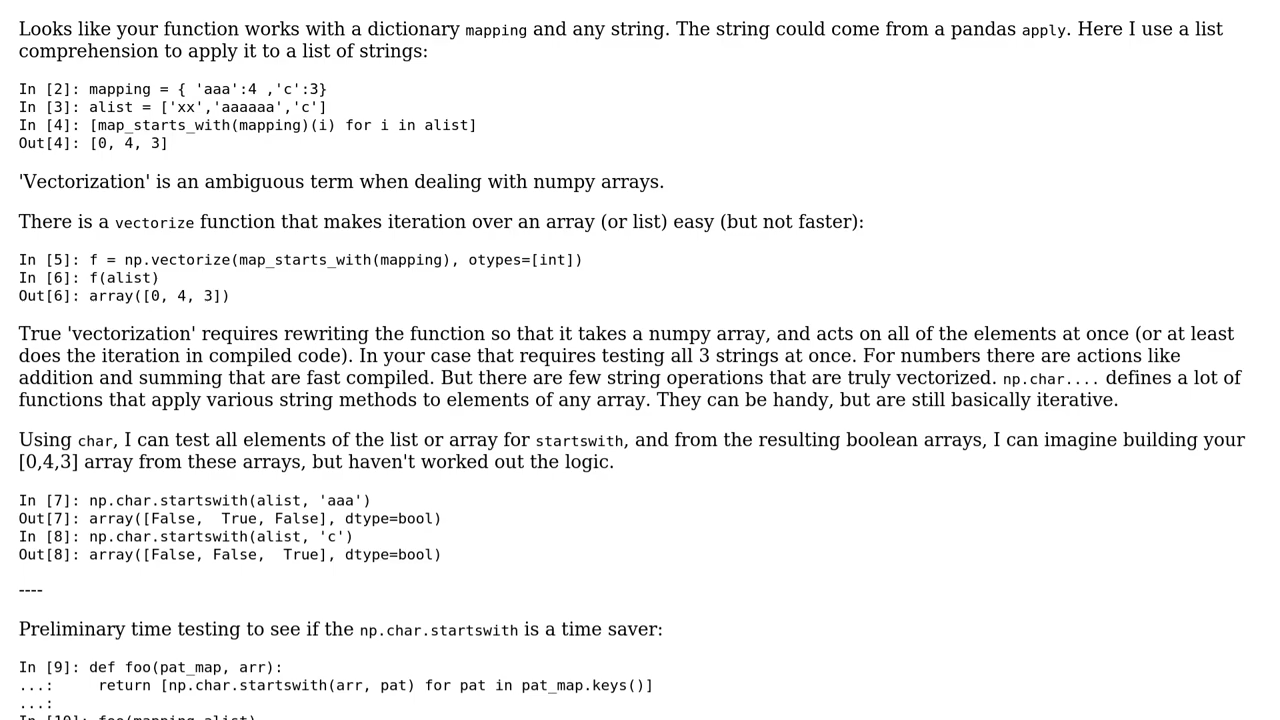 Looks like your function works with a dictionary mapping and any string. The string could come from a pandas apply. Here I use a list
comprehension to apply it to a list of strings:
In [2]: mapping = { 'aaa':4 ,'c':3}
In [3]: alist = ['xx','aaaaaa','c']
In [4]: [map_starts_with(mapping)(i) for i in alist]
Out[4]: [0, 4, 3]
'Vectorization' is an ambiguous term when dealing with numpy arrays.
There is a vectorize function that makes iteration over an array (or list) easy (but not faster):
In [5]: f = np.vectorize(map_starts_with(mapping), otypes=[int])
In [6]: f(alist)
Out[6]: array([0, 4, 3])
True 'vectorization' requires rewriting the function so that it takes a numpy array, and acts on all of the elements at once (or at least
does the iteration in compiled code). In your case that requires testing all 3 strings at once. For numbers there are actions like
addition and summing that are fast compiled. But there are few string operations that are truly vectorized. np.char.... defines a lot of
functions that apply various string methods to elements of any array. They can be handy, but are still basically iterative.
Using char, I can test all elements of the list or array for startswith, and from the resulting boolean arrays, I can imagine building your
[0,4,3] array from these arrays, but haven't worked out the logic.
In [7]: np.char.startswith(alist, 'aaa')
Out[7]: array([False,  True, False], dtype=bool)
In [8]: np.char.startswith(alist, 'c')
Out[8]: array([False, False,  True], dtype=bool)
----
Preliminary time testing to see if the np.char.startswith is a time saver:
In [9]: def foo(pat_map, arr):
...:     return [np.char.startswith(arr, pat) for pat in pat_map.keys()]
...:
In [10]: foo(mapping,alist)